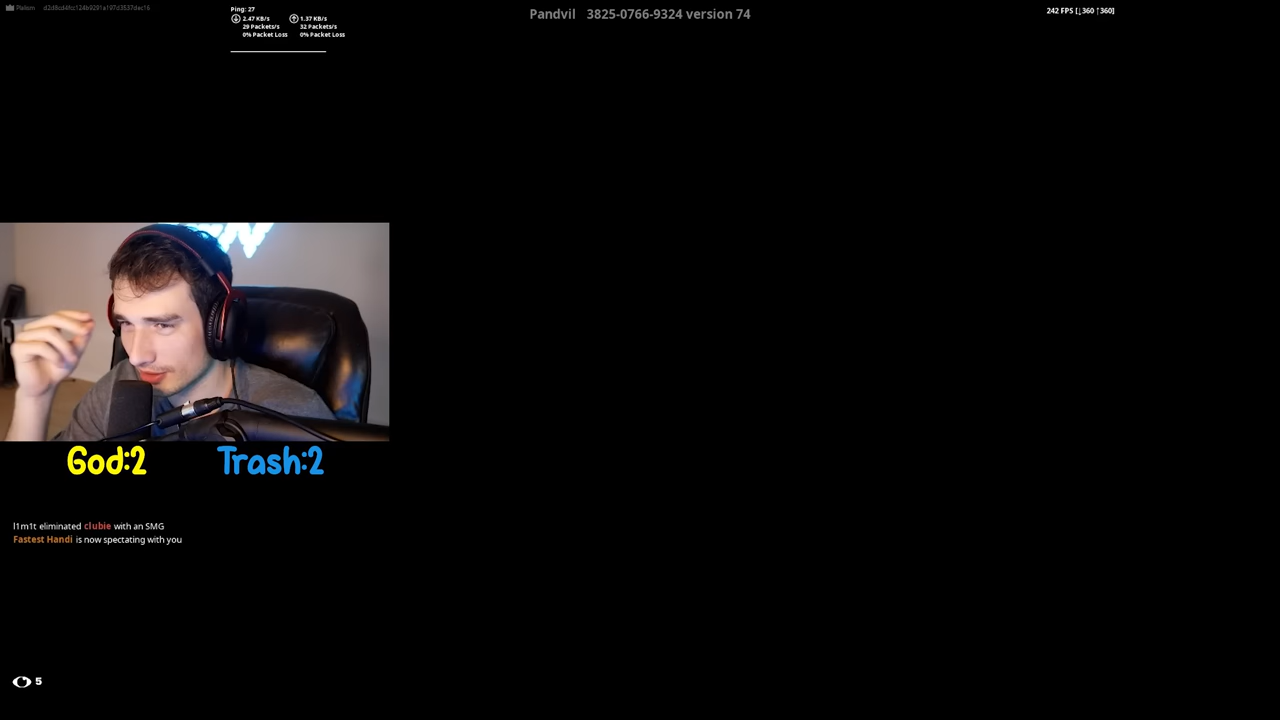 Ping: 27
2.47 KB/s 1.37 KB/s
29 Packets/s 32 Packets/s
0% Packet Loss 0% Packet Loss
Pandvil 3825-0766-9324 version 74
242 FPS [↓360 ↑360]
God:2 Trash:2
l1m1t eliminated clubie with an SMG
Fastest Handi is now spectating with you
5